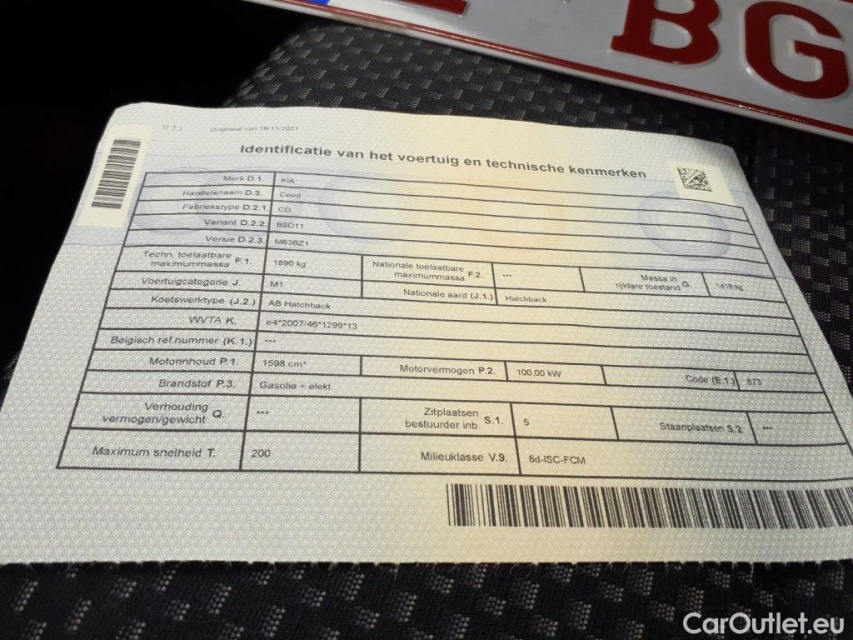 BG
Origineel van 18/11/2021
Identificatie van het voertuig en technische kenmerken
Merk D.1. KIA
Handelsnaam D.3. Ceed
Fabriekstype D.2.1. CD
Variant D.2.2. B5D11
Versie D.2.3. M63BZ1
Techn. toelaatbare maximummassa F.1. 1890 kg Nationale toelaatbare maximummassa F.2. --- Massa in rijklare toestand G. 1418 kg
Voertuigcategorie J. M1 Nationale aard (J.1.) Hatchback
Koetswerktype (J.2.) AB Hatchback
WVTA K. e4*2007/46*1299*13
Belgisch ref.nummer (K.1.) ---
Motorinhoud P.1. 1598 cm³ Motorvermogen P.2. 100,00 kW Code (E.1.) 673
Brandstof P.3. Gasolie + elekt
Verhouding vermogen/gewicht Q. --- Zitplaatsen bestuurder inb. S.1. 5 Staanplaatsen S.2. ---
Maximum snelheid T. 200 Milieuklasse V.9. 6d-ISC-FCM
CarOutlet.eu